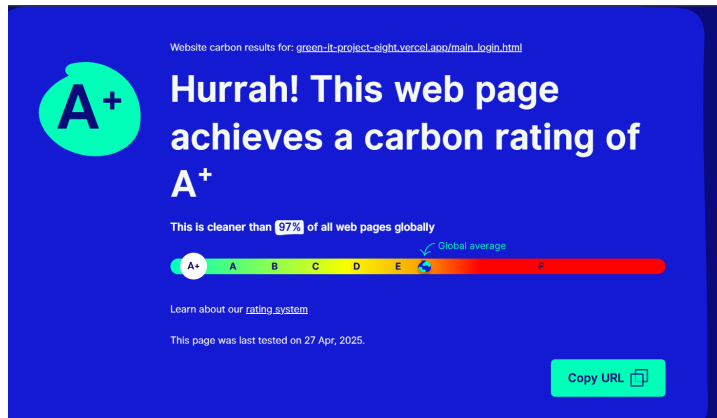 Website carbon results for: green-it-project-eight.vercel.app/main_login.html
A+
Hurrah! This web page
achieves a carbon rating of
A+
This is cleaner than 97% of all web pages globally
Global average
A+ A B C D E F
Learn about our rating system
This page was last tested on 27 Apr, 2025.
Copy URL